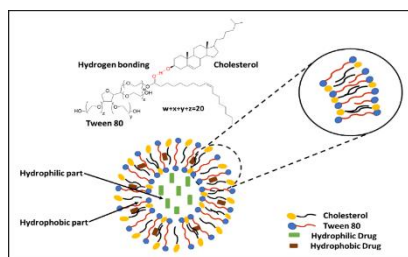 Hydrogen bonding
Cholesterol
w+x+y+z=20
Tween 80
Hydrophilic part
Hydrophobic part
Cholesterol
Tween 80
Hydrophilic Drug
Hydrophobic Drug